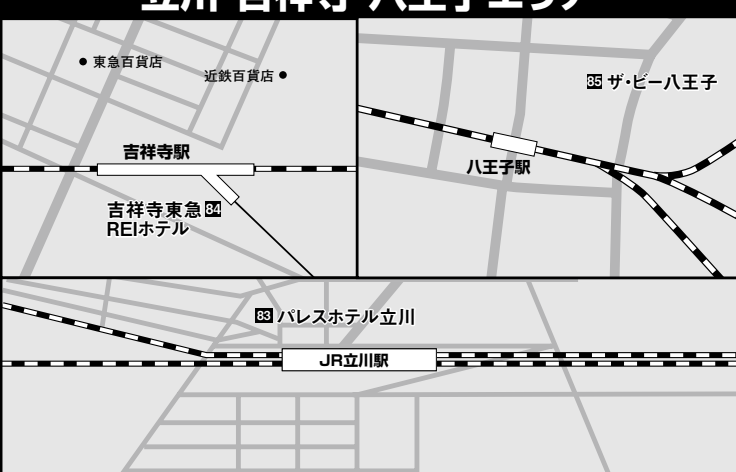 立川・吉祥寺・八王子エリア
東急百貨店
近鉄百貨店
吉祥寺駅
吉祥寺東急 84
REIホテル
85 ザ・ビー八王子
八王子駅
83 パレスホテル立川
JR立川駅